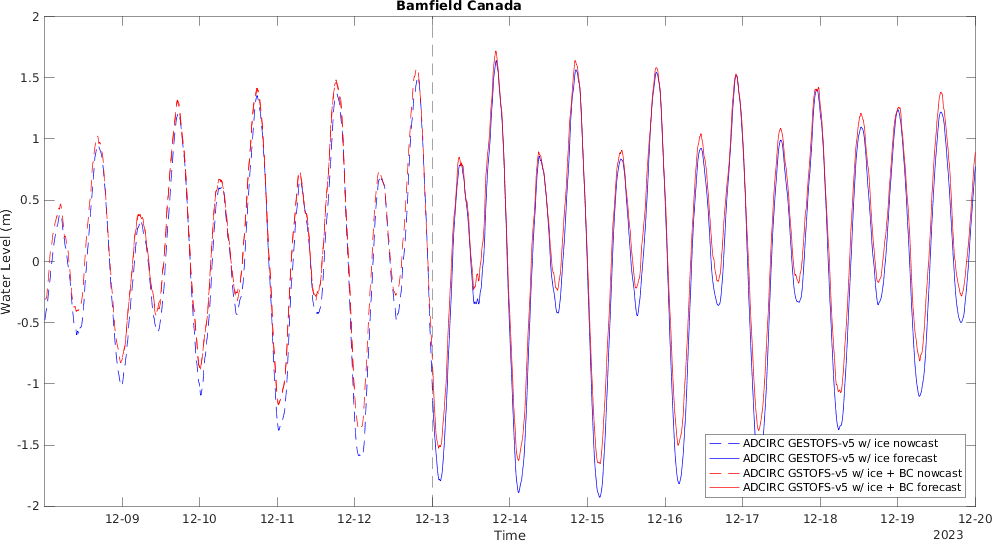 Bamfield Canada
2
1.5
1
0.5
0
-0.5
-1
-1.5
-2
Water Level (m)
ADCIRC GESTOFS-v5 w/ ice nowcast
ADCIRC GESTOFS-v5 w/ ice forecast
ADCIRC GSTOFS-v5 w/ ice + BC nowcast
ADCIRC GSTOFS-v5 w/ ice + BC forecast
12-09 12-10 12-11 12-12 12-13 12-14 12-15 12-16 12-17 12-18 12-19 12-20
Time
2023